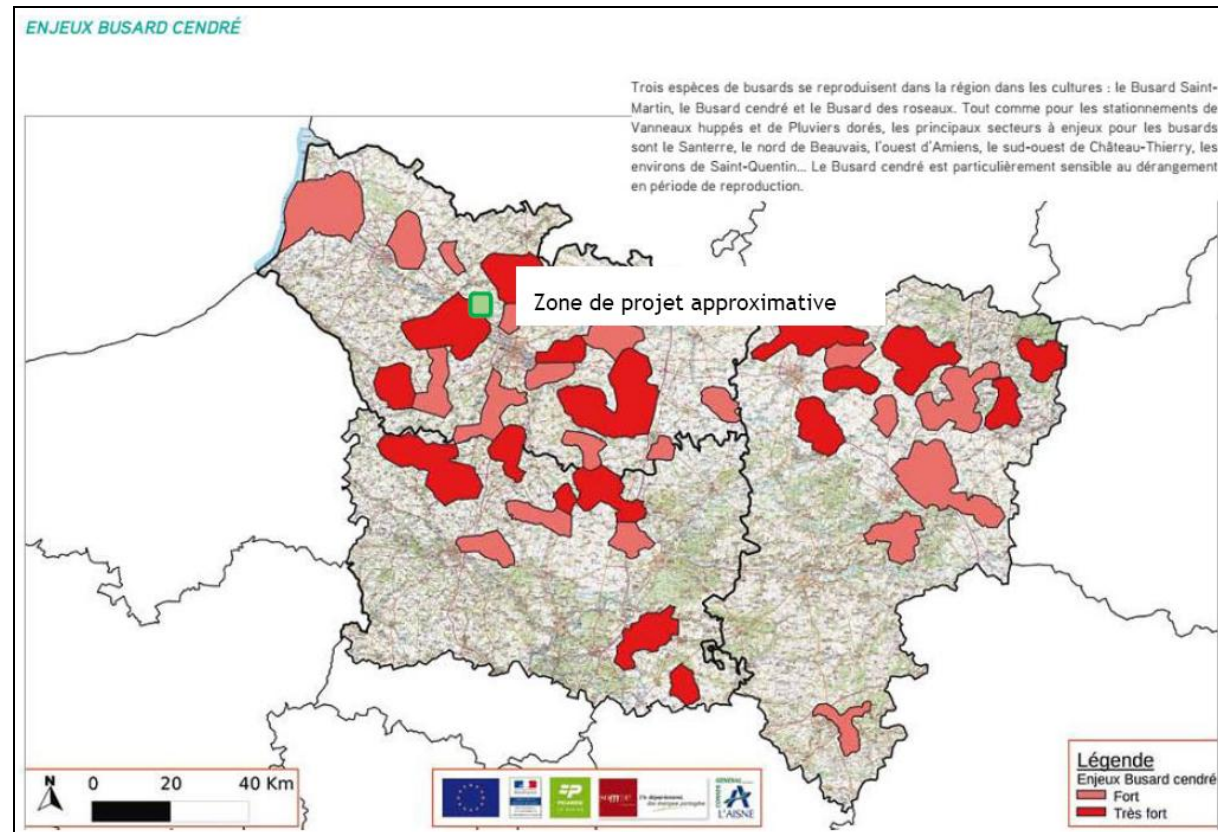 ENJEUX BUSARD CENDRÉ
Trois espèces de busards se reproduisent dans la région dans les cultures : le Busard Saint-
Martin, le Busard cendré et le Busard des roseaux. Tout comme pour les stationnements de
Vanneaux huppés et de Pluviers dorés, les principaux secteurs à enjeux pour les busards
sont le Santerre, le nord de Beauvais, l'ouest d'Amiens, le sud-ouest de Château-Thierry, les
environs de Saint-Quentin... Le Busard cendré est particulièrement sensible au dérangement
en période de reproduction.
Zone de projet approximative
N
0 20 40 Km
PICARDIE
GÉNÉRAL
L'AISNE
Légende
Enjeux Busard cendré
Fort
Très fort